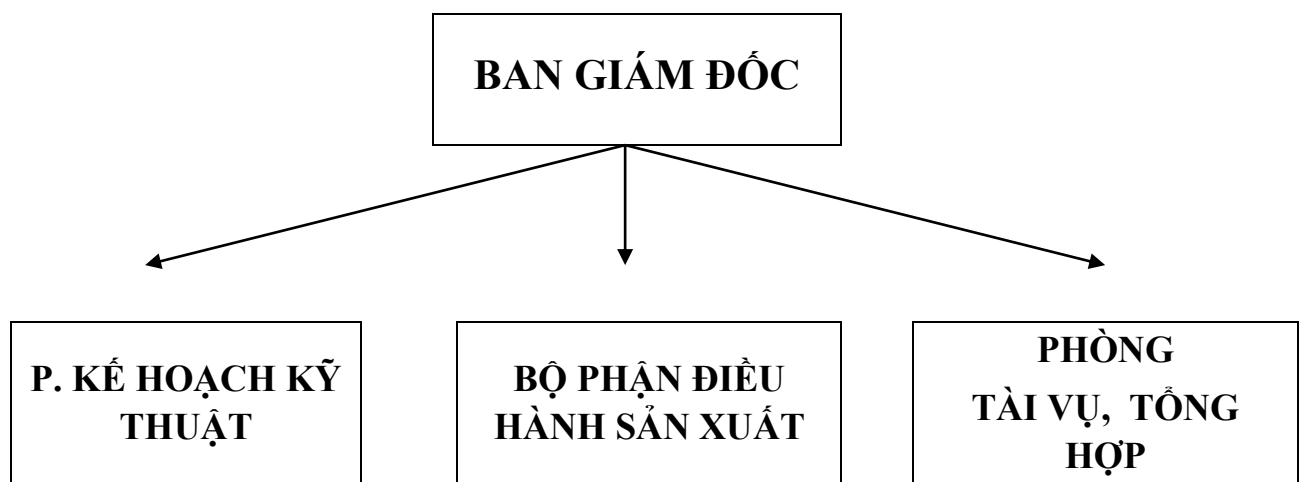 BAN GIÁM ĐỐC
P. KẾ HOẠCH KỸ
THUẬT
BỘ PHẬN ĐIỀU
HÀNH SẢN XUẤT
PHÒNG
TÀI VỤ, TỔNG
HỢP